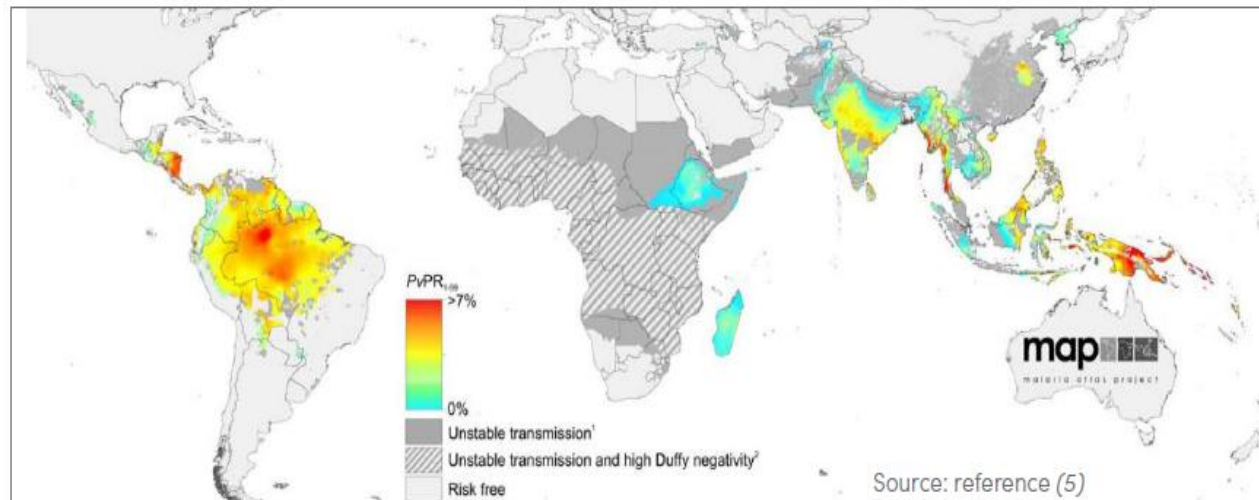 PvPR1-99
>7%
0%
Unstable transmission¹
Unstable transmission and high Duffy negativity²
Risk free
map
malaria atlas project
Source: reference (5)